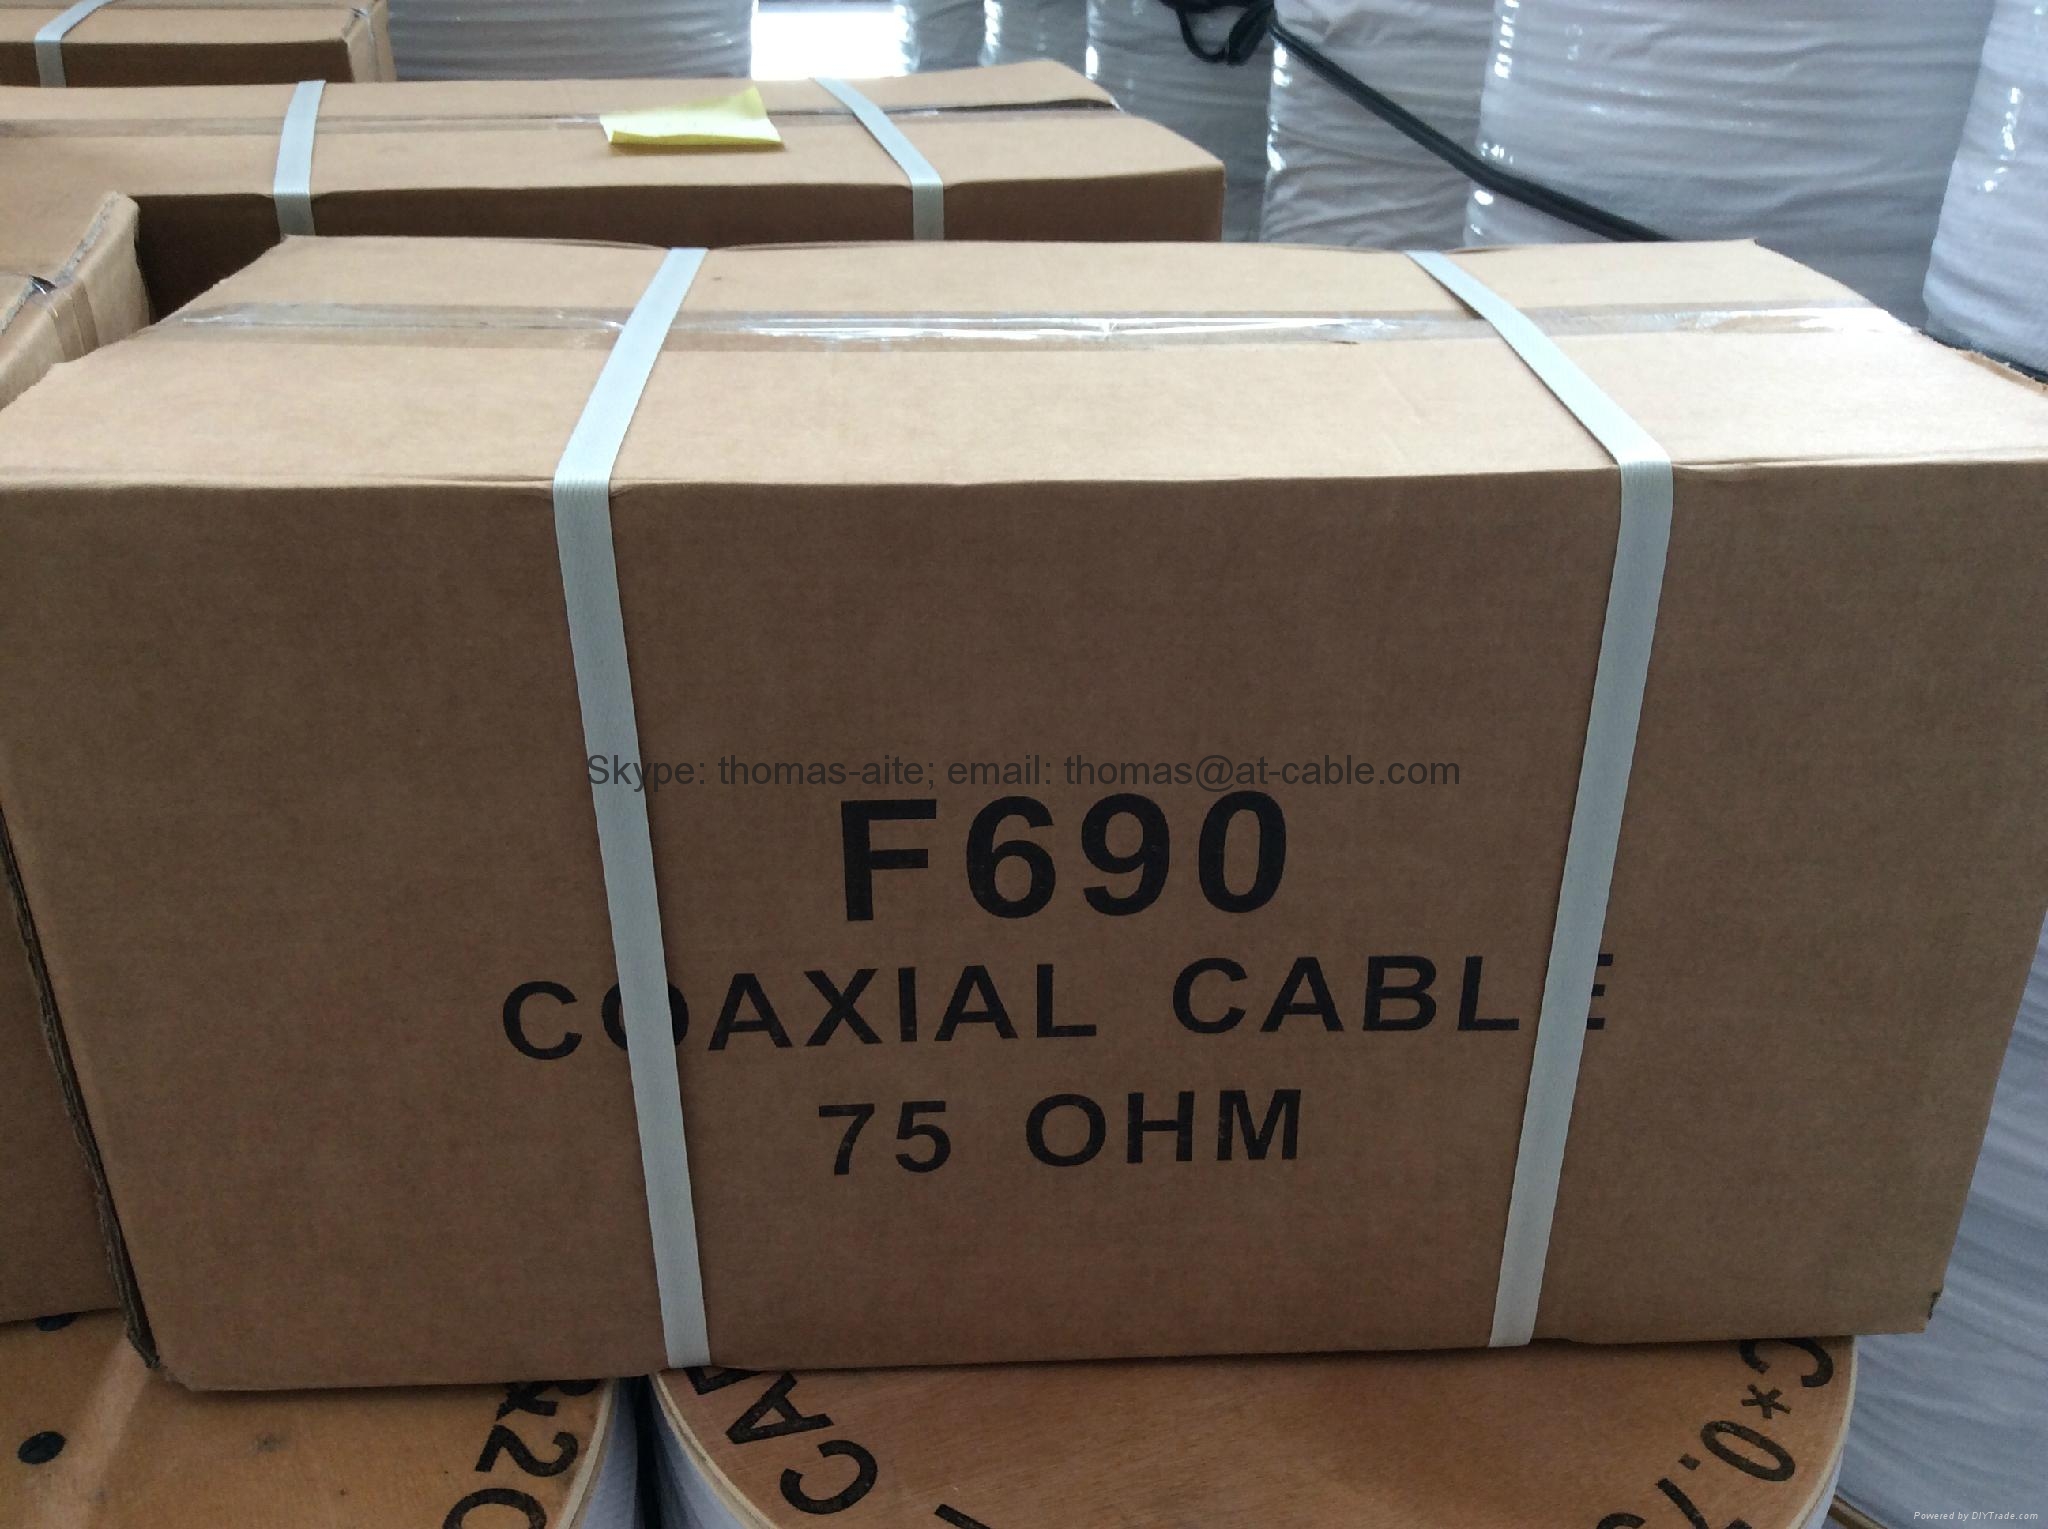 Skype: thomas-aite; email: thomas@at-cable.com
F690
COAXIAL CABLE
75 OHM
Powered by DIYTrade.com